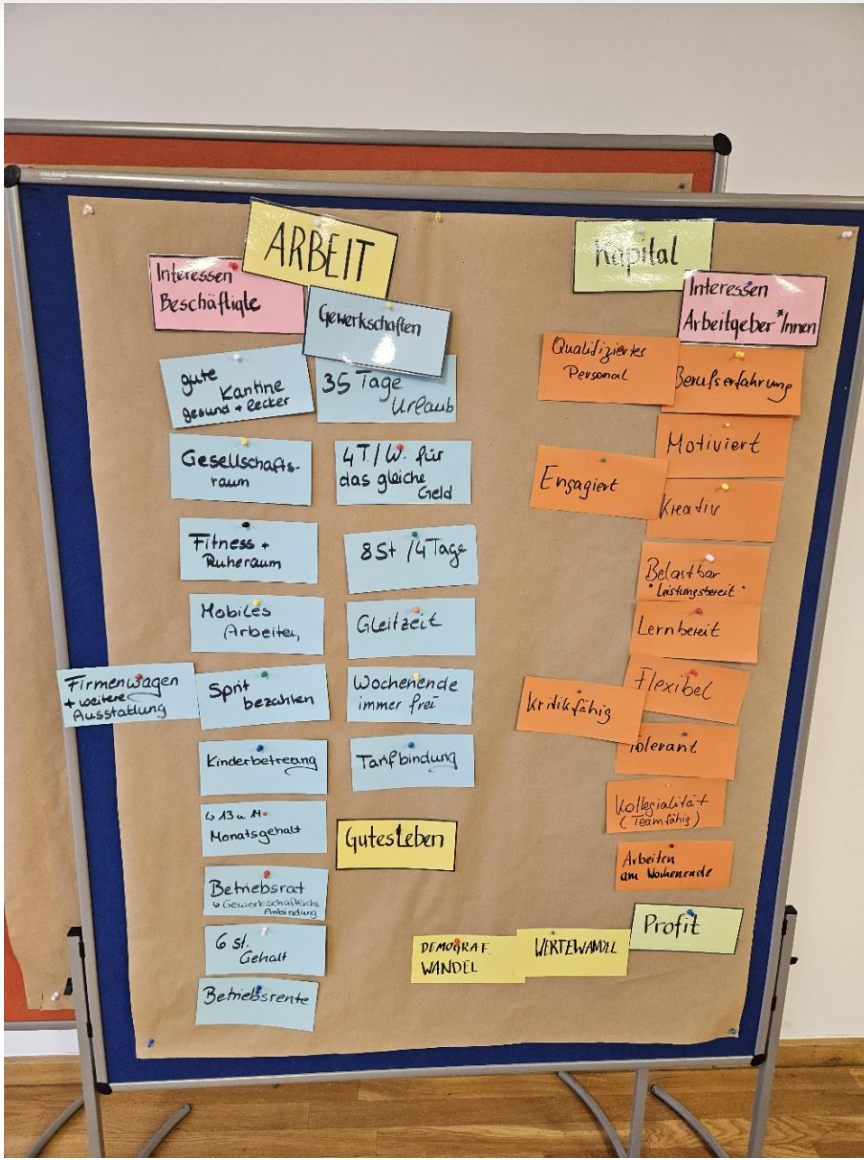 ARBEIT
Interessen
Beschäftigte
Gewerkschaften
gute
Kantine
gesund + lecker
Gesellschafts-
raum
Fitness +
Ruheraum
Mobiles
Arbeiten
Firmenwagen
+ weitere
Ausstattung
Sprit
bezahlen
Kinderbetreuung
13 u 14.
Monatsgehalt
Betriebsrat
Gewerkschaftliche
Anbindung
6 st.
Gehalt
Betriebsrente
35 Tage
Urlaub
4T/W. für
das gleiche
Geld
8St /4Tage
Gleitzeit
Wochenende
immer frei
Tarifbindung
Gutes Leben
Kapital
Interessen
Arbeitgeber*Innen
Qualifiziertes
Personal
Berufserfahrung
Motiviert
Engagiert
Kreativ
Belastbar
"Leistungsbereit"
Lernbereit
Flexibel
Kritikfähig
Tolerant
Kollegialität
(Teamfähig)
Arbeiten
am Wochenende
Profit
DEMOGRAF.
WANDEL
WERTEWANDEL